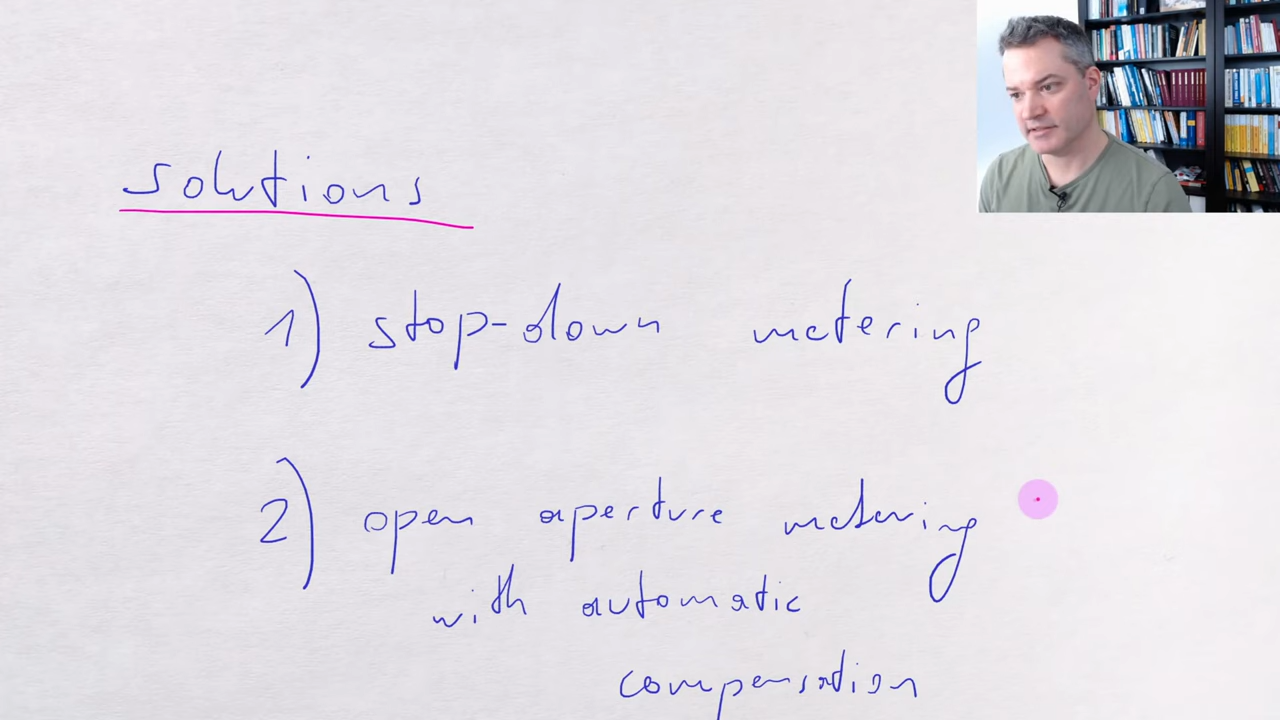 solutions
1) stop-down metering
2) open aperture metering
with automatic
compensation